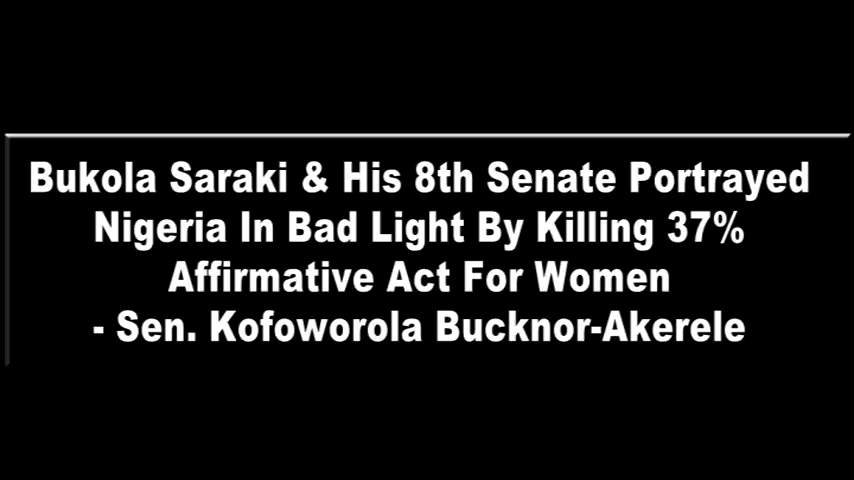 Bukola Saraki & His 8th Senate Portrayed
Nigeria In Bad Light By Killing 37%
Affirmative Act For Women
- Sen. Kofoworola Bucknor-Akerele